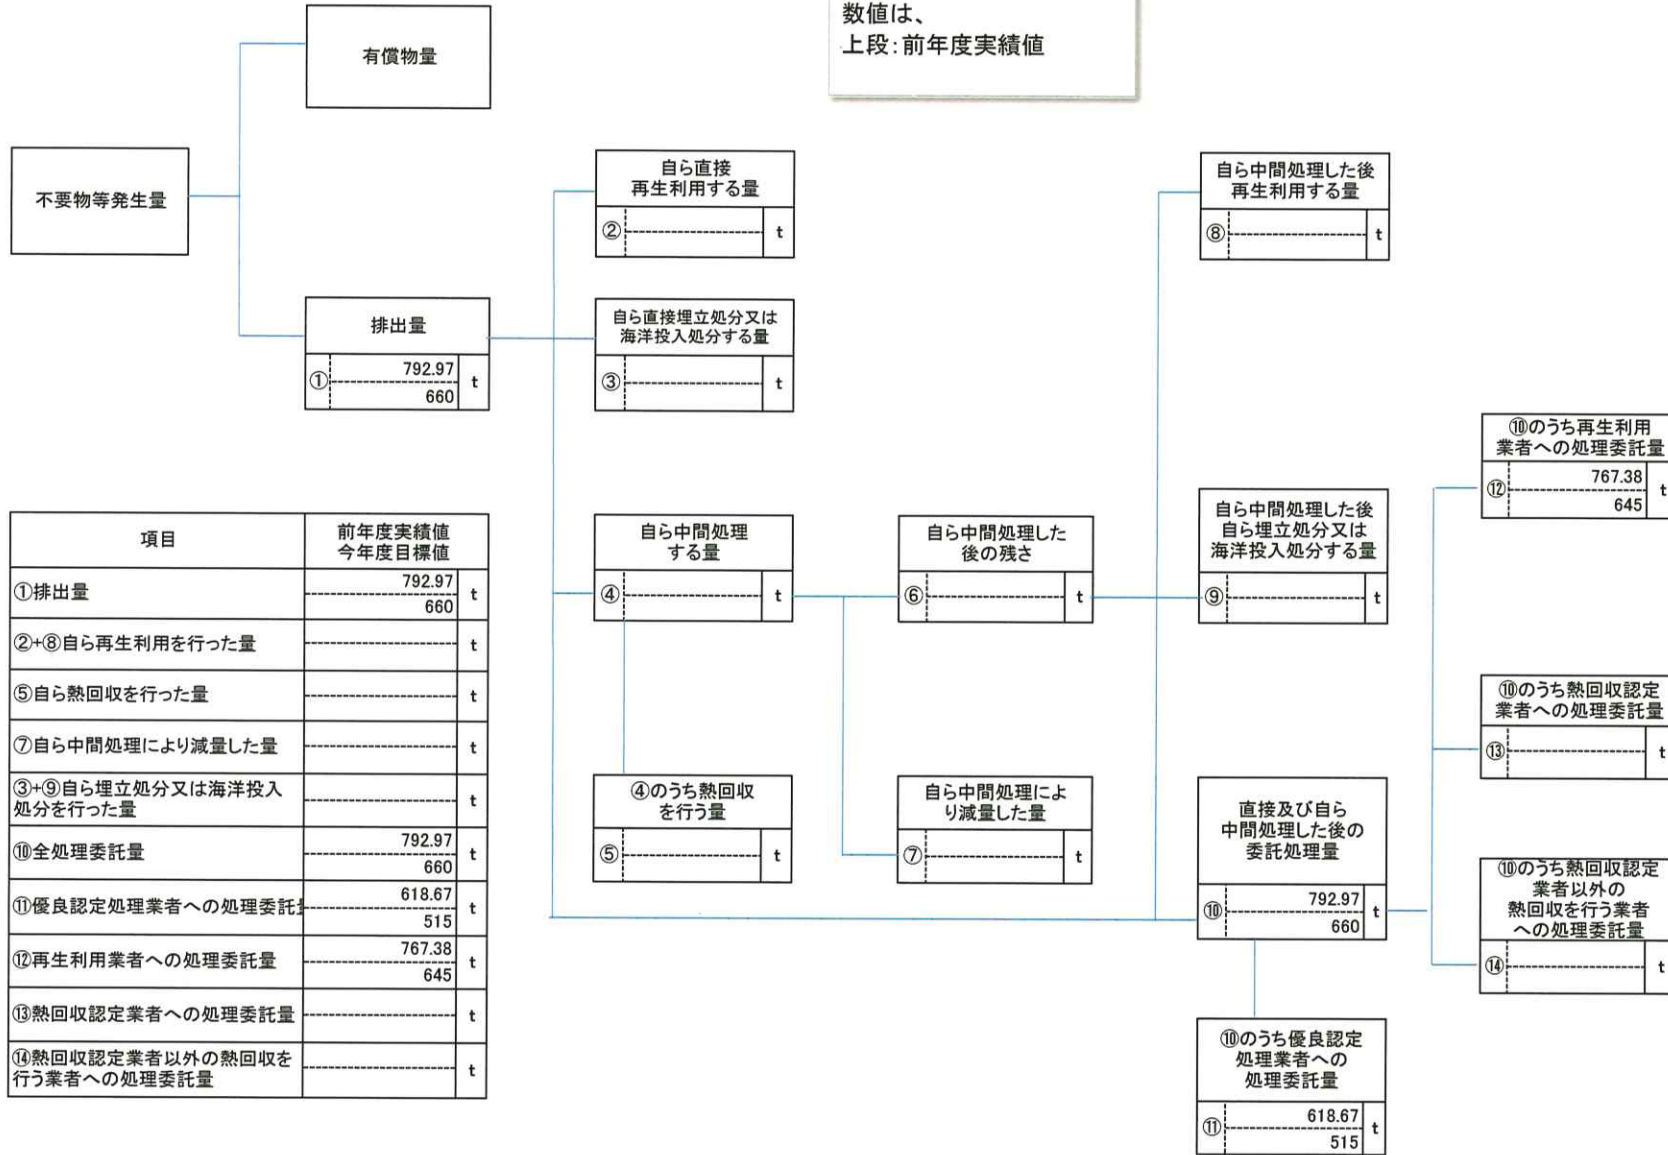 数値は、
上段:前年度実績値
有償物量
不要物等発生量
排出量
① 792.97 t
660
自ら直接
再生利用する量
② t
自ら直接埋立処分又は
海洋投入処分する量
③ t
自ら中間処理
する量
④ t
④のうち熱回収
を行う量
⑤ t
自ら中間処理した
後の残さ
⑥ t
自ら中間処理によ
り減量した量
⑦ t
自ら中間処理した後
再生利用する量
⑧ t
自ら中間処理した後
自ら埋立処分又は
海洋投入処分する量
⑨ t
直接及び自ら
中間処理した後の
委託処理量
⑩ 792.97 t
660
⑩のうち優良認定
処理業者への
処理委託量
⑪ 618.67 t
515
⑩のうち再生利用
業者への処理委託量
⑫ 767.38 t
645
⑩のうち熱回収認定
業者への処理委託量
⑬ t
⑩のうち熱回収認定
業者以外の
熱回収を行う業者
への処理委託量
⑭ t
項目 前年度実績値
今年度目標値
①排出量 792.97 t
660
②+⑧自ら再生利用を行った量 t
⑤自ら熱回収を行った量 t
⑦自ら中間処理により減量した量 t
③+⑨自ら埋立処分又は海洋投入
処分を行った量 t
⑩全処理委託量 792.97 t
660
⑪優良認定処理業者への処理委託 618.67 t
515
⑫再生利用業者への処理委託量 767.38 t
645
⑬熱回収認定業者への処理委託量 t
⑭熱回収認定業者以外の熱回収を
行う業者への処理委託量 t